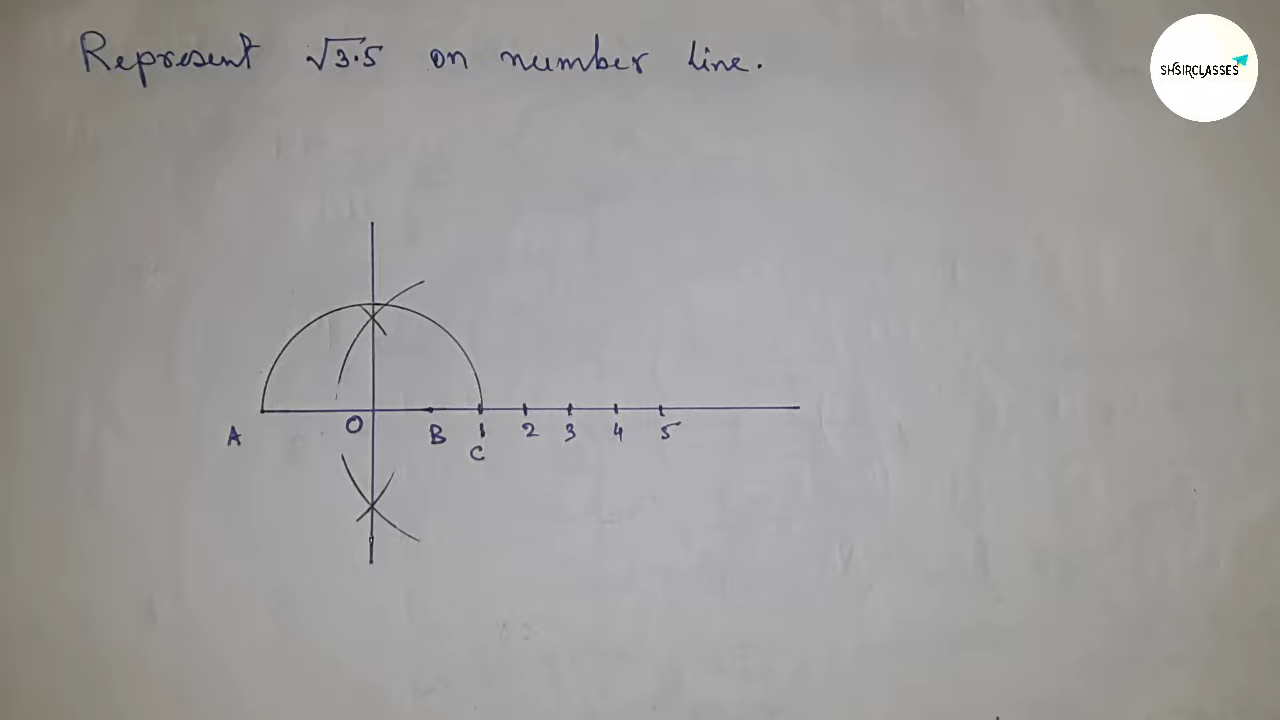 Represent √3.5 on number line.
SHSIRCLASSES
A O B 1 2 3 4 5
C